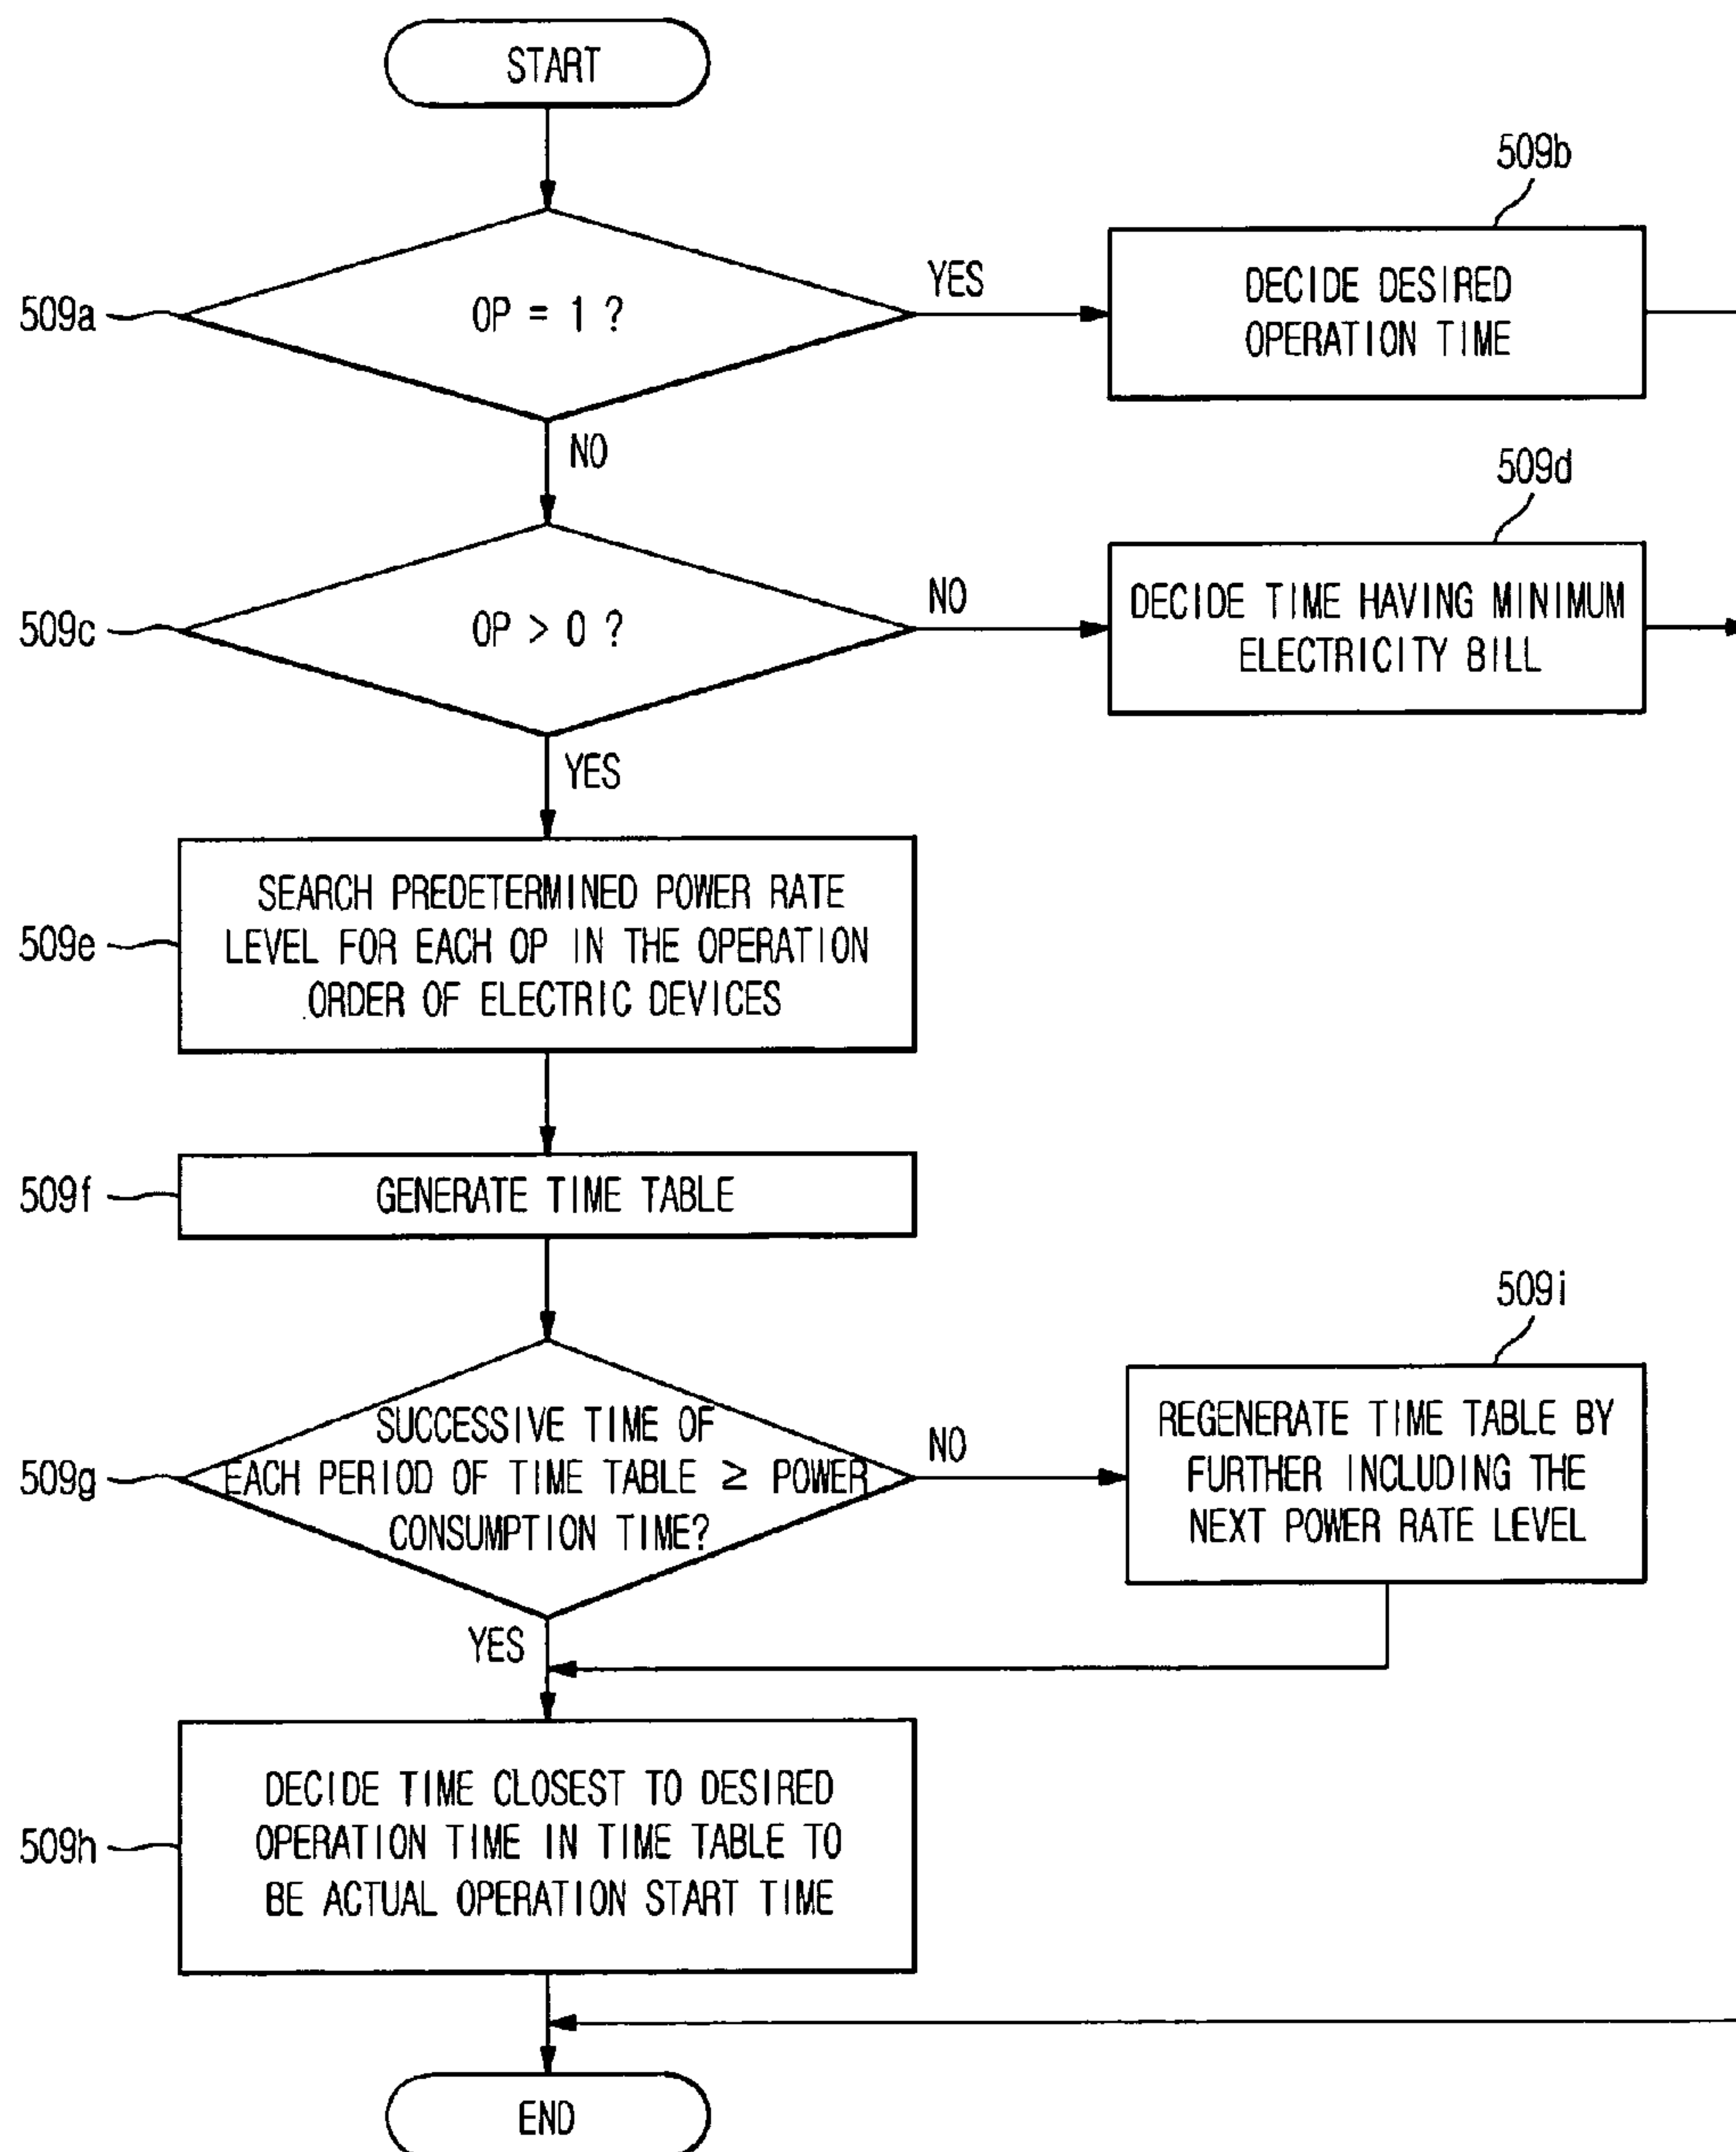 START
509b
509a
OP = 1 ?
YES
DECIDE DESIRED
OPERATION TIME
NO
509d
509c
OP > 0 ?
NO
DECIDE TIME HAVING MINIMUM
ELECTRICITY BILL
YES
509e
SEARCH PREDETERMINED POWER RATE
LEVEL FOR EACH OP IN THE OPERATION
ORDER OF ELECTRIC DEVICES
509f
GENERATE TIME TABLE
509i
509g
SUCCESSIVE TIME OF
EACH PERIOD OF TIME TABLE ≥ POWER
CONSUMPTION TIME?
NO
REGENERATE TIME TABLE BY
FURTHER INCLUDING THE
NEXT POWER RATE LEVEL
YES
509h
DECIDE TIME CLOSEST TO DESIRED
OPERATION TIME IN TIME TABLE TO
BE ACTUAL OPERATION START TIME
END